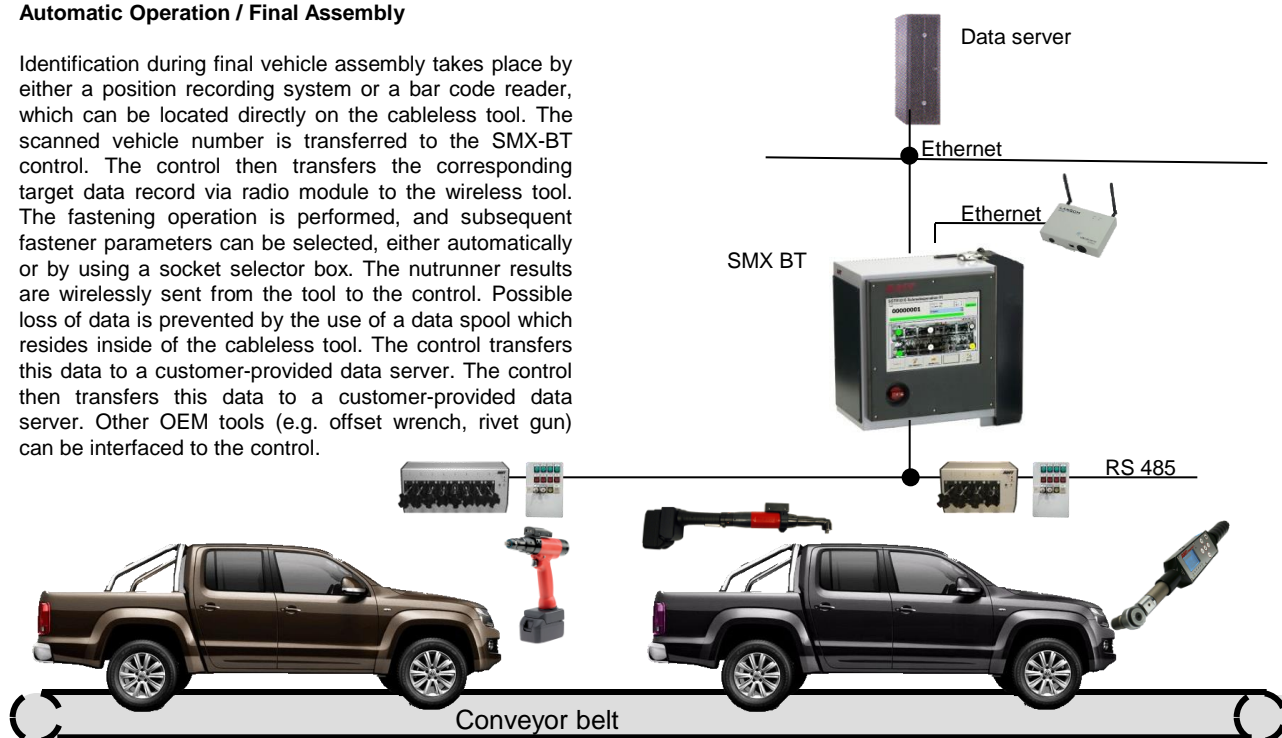 Automatic Operation / Final Assembly
Identification during final vehicle assembly takes place by
either a position recording system or a bar code reader,
which can be located directly on the cableless tool. The
scanned vehicle number is transferred to the SMX-BT
control. The control then transfers the corresponding
target data record via radio module to the wireless tool.
The fastening operation is performed, and subsequent
fastener parameters can be selected, either automatically
or by using a socket selector box. The nutrunner results
are wirelessly sent from the tool to the control. Possible
loss of data is prevented by the use of a data spool which
resides inside of the cableless tool. The control transfers
this data to a customer-provided data server. The control
then transfers this data to a customer-provided data
server. Other OEM tools (e.g. offset wrench, rivet gun)
can be interfaced to the control.
Data server
Ethernet
Ethernet
SMX BT
00000001
RS 485
Conveyor belt